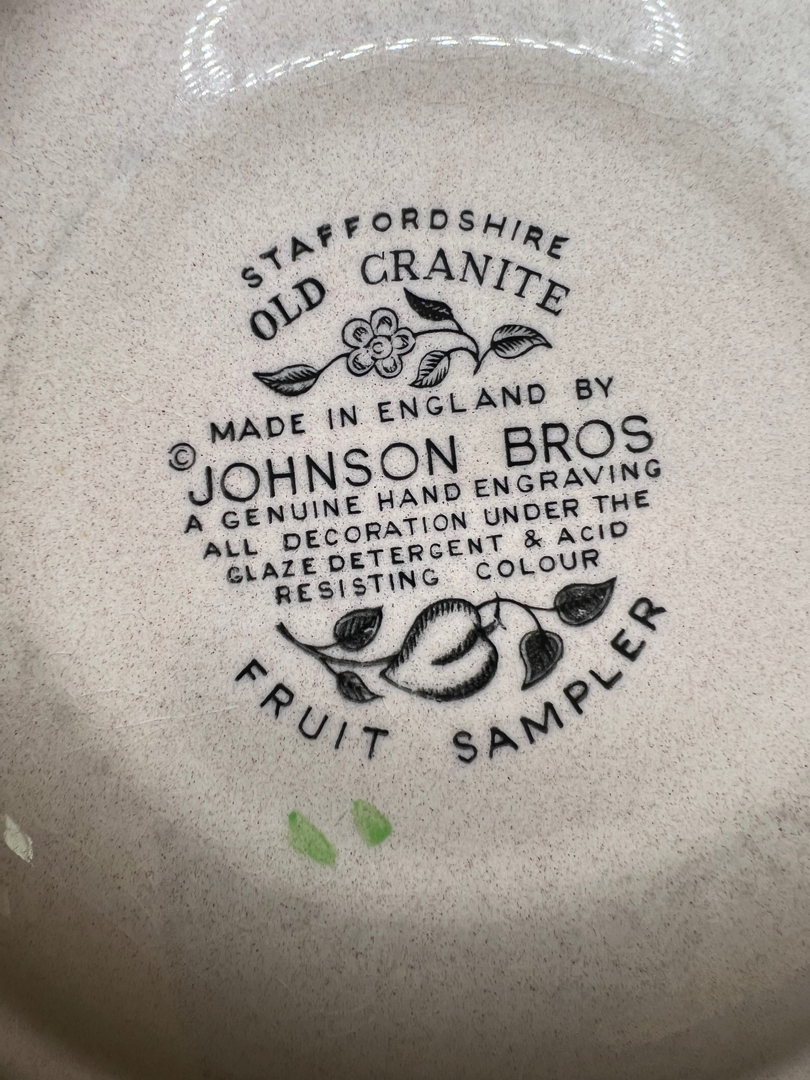 STAFFORDSHIRE
OLD GRANITE
MADE IN ENGLAND BY
© JOHNSON BROS
A GENUINE HAND ENGRAVING
ALL DECORATION UNDER THE
GLAZE DETERGENT & ACID
RESISTING COLOUR
FRUIT SAMPLER